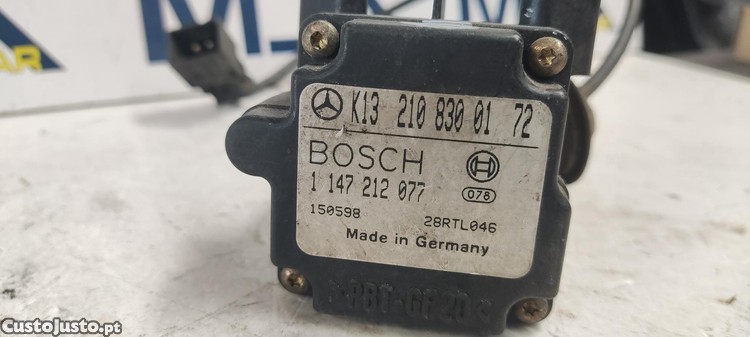 K13 210 830 01 72
BOSCH
1 147 212 077
078
150598 28RTL046
Made in Germany
CustoJusto.pt